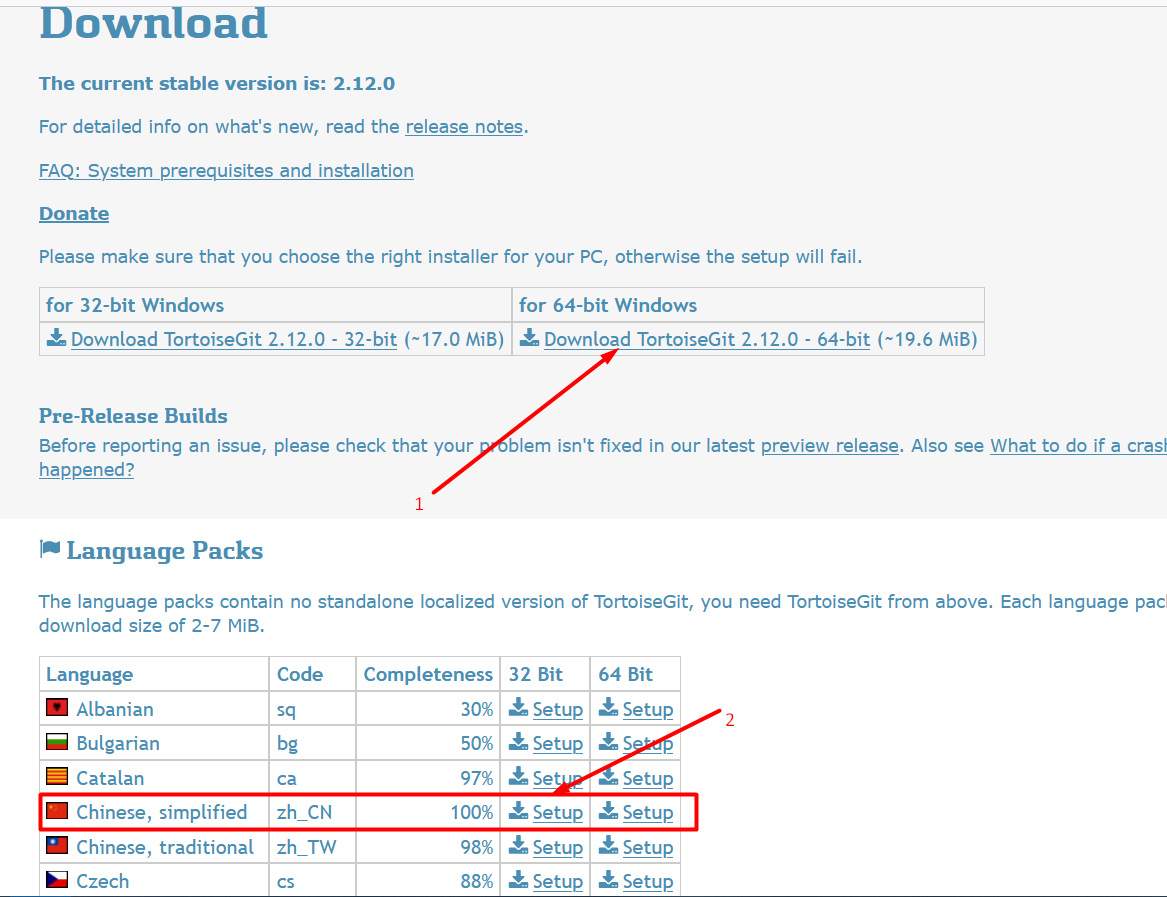 Download
The current stable version is: 2.12.0
For detailed info on what's new, read the release notes.
FAQ: System prerequisites and installation
Donate
Please make sure that you choose the right installer for your PC, otherwise the setup will fail.
for 32-bit Windows for 64-bit Windows
Download TortoiseGit 2.12.0 - 32-bit (~17.0 MiB) Download TortoiseGit 2.12.0 - 64-bit (~19.6 MiB)
Pre-Release Builds
Before reporting an issue, please check that your problem isn't fixed in our latest preview release. Also see What to do if a crash
happened?
1
Language Packs
The language packs contain no standalone localized version of TortoiseGit, you need TortoiseGit from above. Each language pack
download size of 2-7 MiB.
Language Code Completeness 32 Bit 64 Bit
Albanian sq 30% Setup Setup
2
Bulgarian bg 50% Setup Setup
Catalan ca 97% Setup Setup
Chinese, simplified zh_CN 100% Setup Setup
Chinese, traditional zh_TW 98% Setup Setup
Czech cs 88% Setup Setup